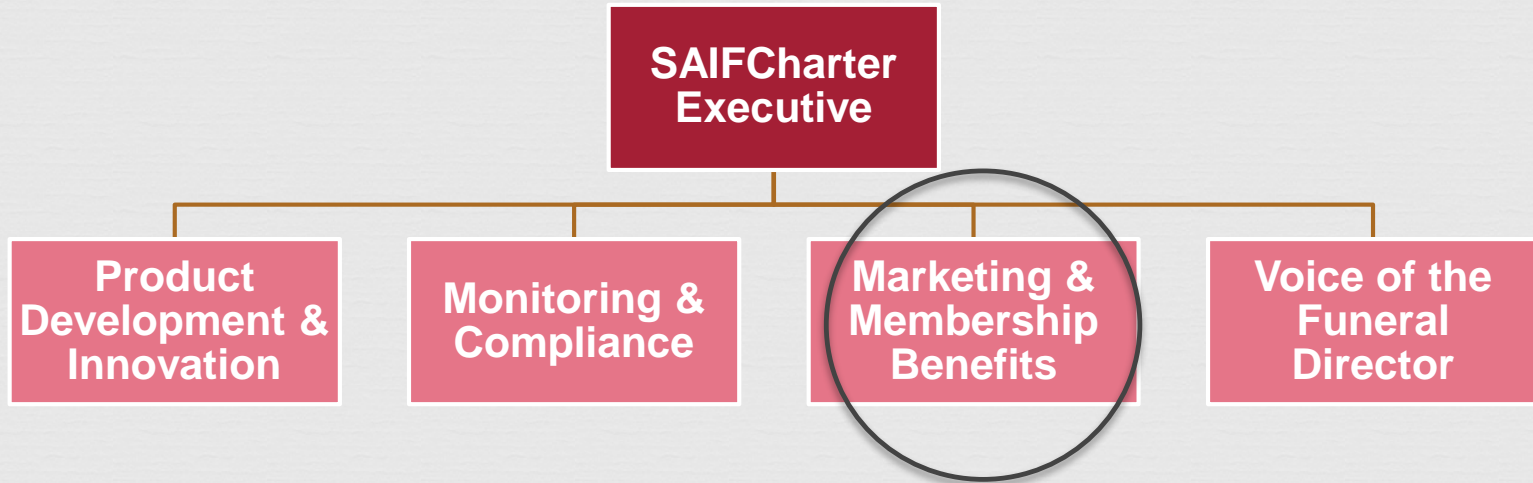 SAIFCharter
Executive
Product
Development &
Innovation
Monitoring &
Compliance
Marketing &
Membership
Benefits
Voice of the
Funeral
Director